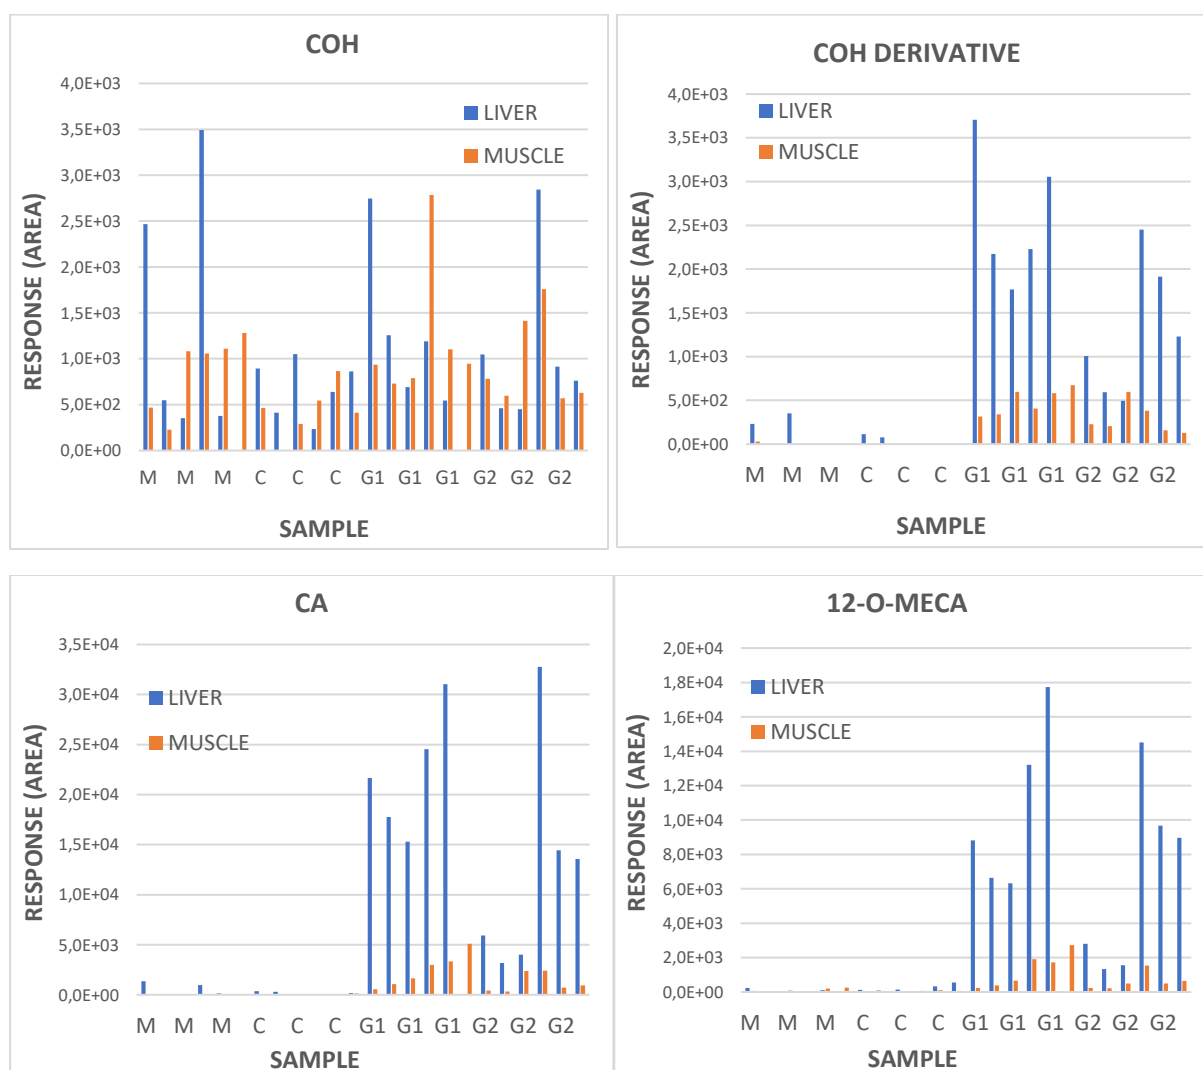 COH
4,0E+03
3,5E+03
3,0E+03
2,5E+03
2,0E+03
1,5E+03
1,0E+03
5,0E+02
0,0E+00
RESPONSE (AREA)
LIVER
MUSCLE
M M M C C C G1 G1 G1 G2 G2 G2
SAMPLE
COH DERIVATIVE
4,0E+03
3,5E+03
3,0E+03
2,5E+03
2,0E+03
1,5E+03
1,0E+03
5,0E+02
0,0E+00
RESPONSE (AREA)
LIVER
MUSCLE
M M M C C C G1 G1 G1 G2 G2 G2
SAMPLE
CA
3,5E+04
3,0E+04
2,5E+04
2,0E+04
1,5E+04
1,0E+04
5,0E+03
0,0E+00
RESPONSE (AREA)
LIVER
MUSCLE
M M M C C C G1 G1 G1 G2 G2 G2
SAMPLE
12-O-MECA
2,0E+04
1,8E+04
1,6E+04
1,4E+04
1,2E+04
1,0E+04
8,0E+03
6,0E+03
4,0E+03
2,0E+03
0,0E+00
RESPONSE (AREA)
LIVER
MUSCLE
M M M C C C G1 G1 G1 G2 G2 G2
SAMPLE